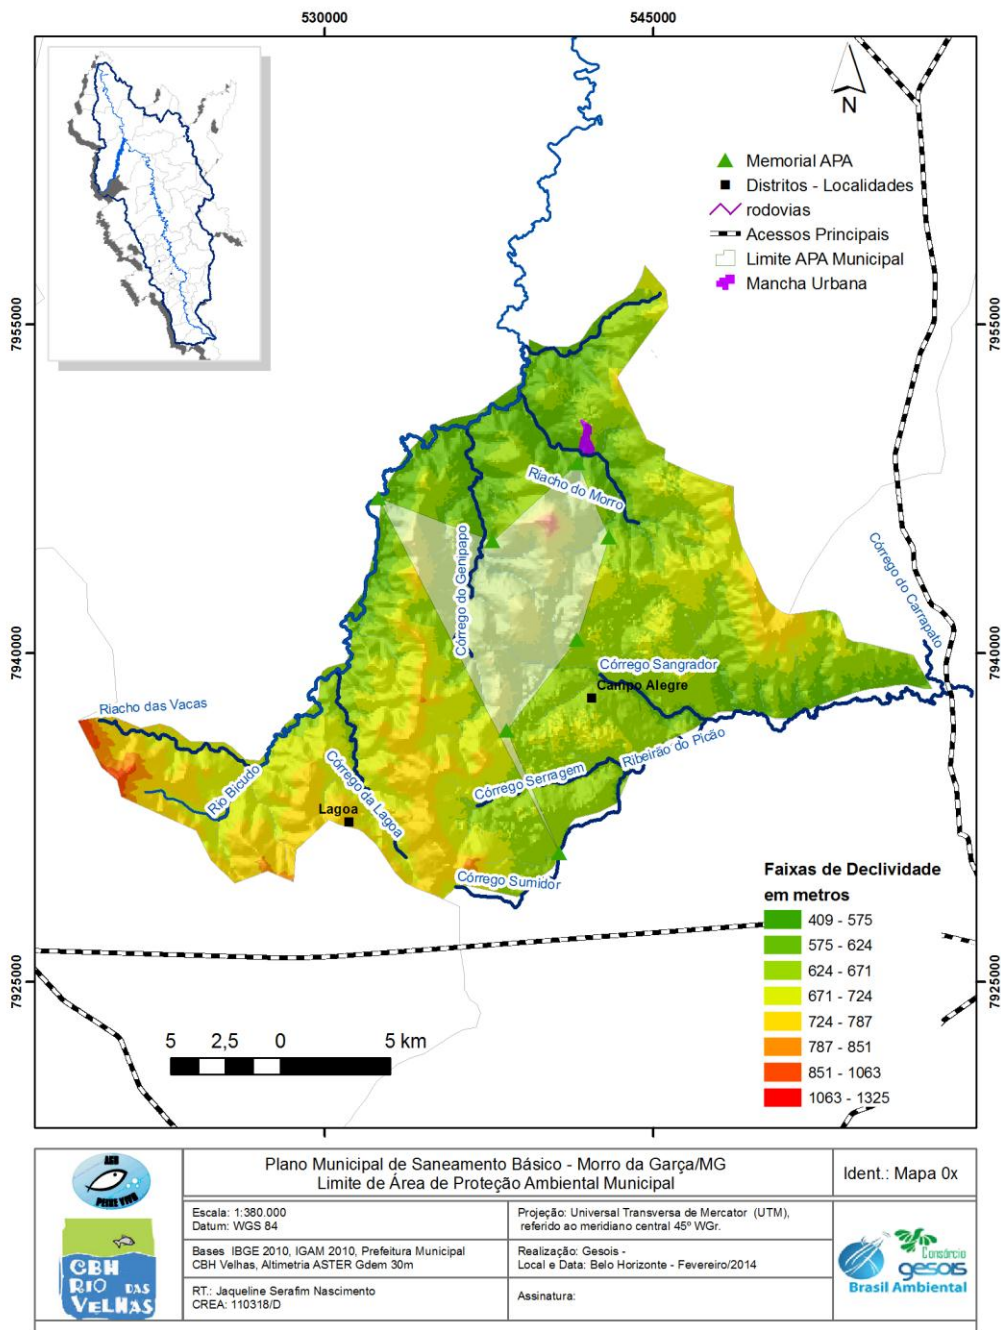 530000
545000
N
Memorial APA
Distritos - Localidades
rodovias
Acessos Principais
Limite APA Municipal
Mancha Urbana
7955000
7955000
Riacho do Morro
Córrego do Genipapo
Córrego do Carrapato
7940000
7940000
Córrego Sangrador
Campo Alegre
Riacho das Vacas
Ribeirão do Picão
Rio Bicudo
Córrego da Lagoa
Córrego Serragem
Lagoa
Córrego Sumidor
Faixas de Declividade
em metros
409 - 575
575 - 624
624 - 671
671 - 724
724 - 787
787 - 851
851 - 1063
1063 - 1325
7925000
7925000
5 2,5 0 5 km
AGB
PEIXE VIVO
Plano Municipal de Saneamento Básico - Morro da Garça/MG
Limite de Área de Proteção Ambiental Municipal
Ident.: Mapa 0x
Escala: 1:380.000
Datum: WGS 84
Projeção: Universal Transversa de Mercator (UTM),
referido ao meridiano central 45º WGr.
Bases IBGE 2010, IGAM 2010, Prefeitura Municipal
CBH Velhas, Altimetria ASTER Gdem 30m
Realização: Gesois -
Local e Data: Belo Horizonte - Fevereiro/2014
RT.: Jaqueline Serafim Nascimento
CREA: 110318/D
Assinatura:
CBH
RIO DAS
VELHAS
Consórcio
gesois
Brasil Ambiental